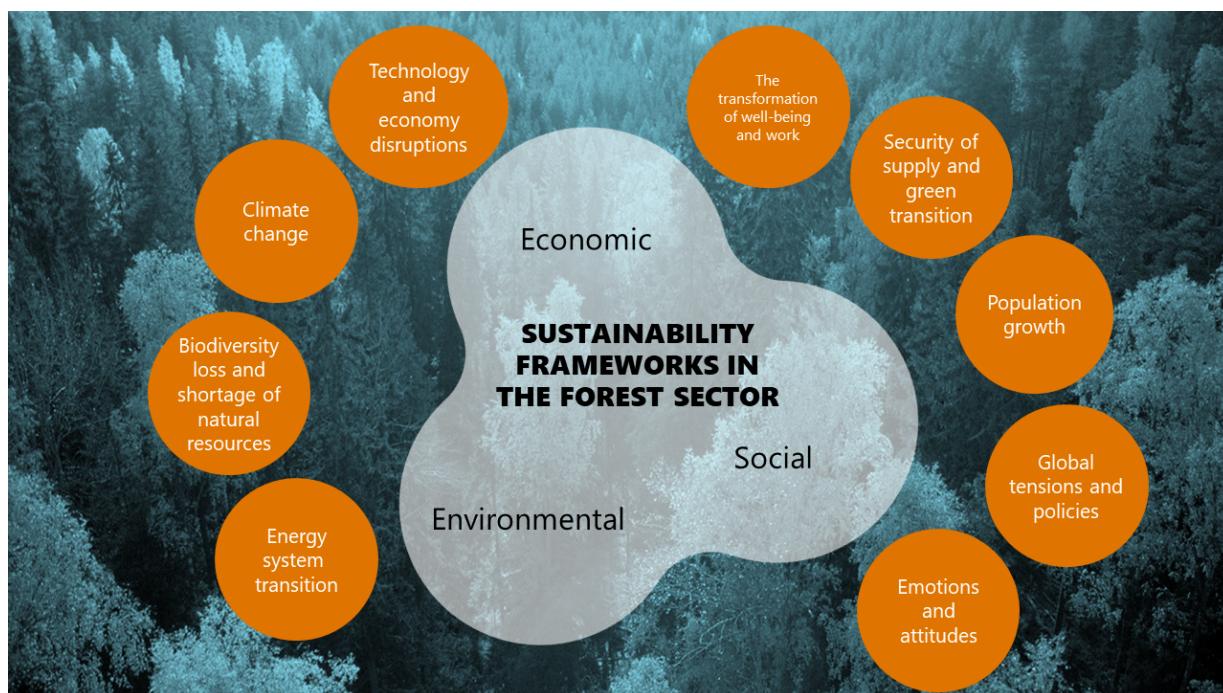 Technology
and
economy
disruptions
The
transformation
of well-being
and work
Climate
change
Security of
supply and
green
transition
Economic
Population
growth
SUSTAINABILITY
FRAMEWORKS IN
THE FOREST SECTOR
Biodiversity
loss and
shortage of
natural
resources
Social
Global
tensions and
policies
Environmental
Energy
system
transition
Emotions
and
attitudes